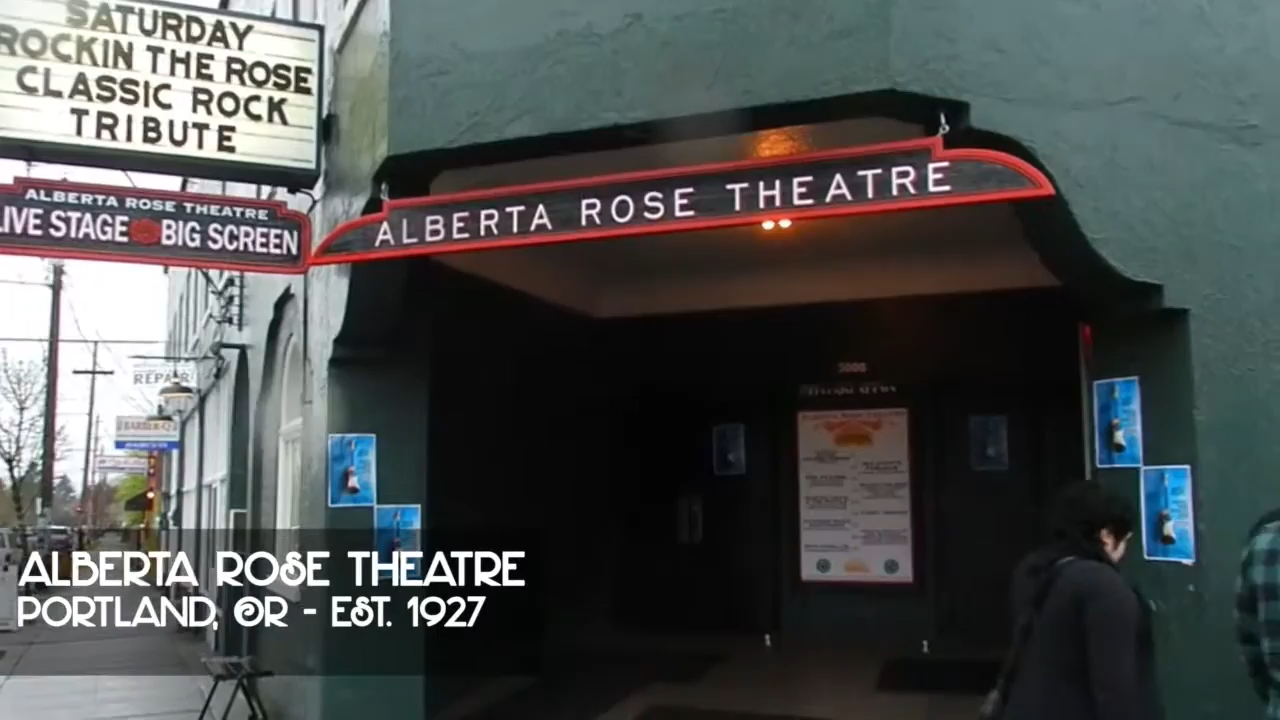 SATURDAY
ROCKIN THE ROSE
CLASSIC ROCK
TRIBUTE
ALBERTA ROSE THEATRE
LIVE STAGE BIG SCREEN
ALBERTA ROSE THEATRE
REPAIR
5000
ALBERTA ROSE THEATRE
PORTLAND, OR - EST. 1927